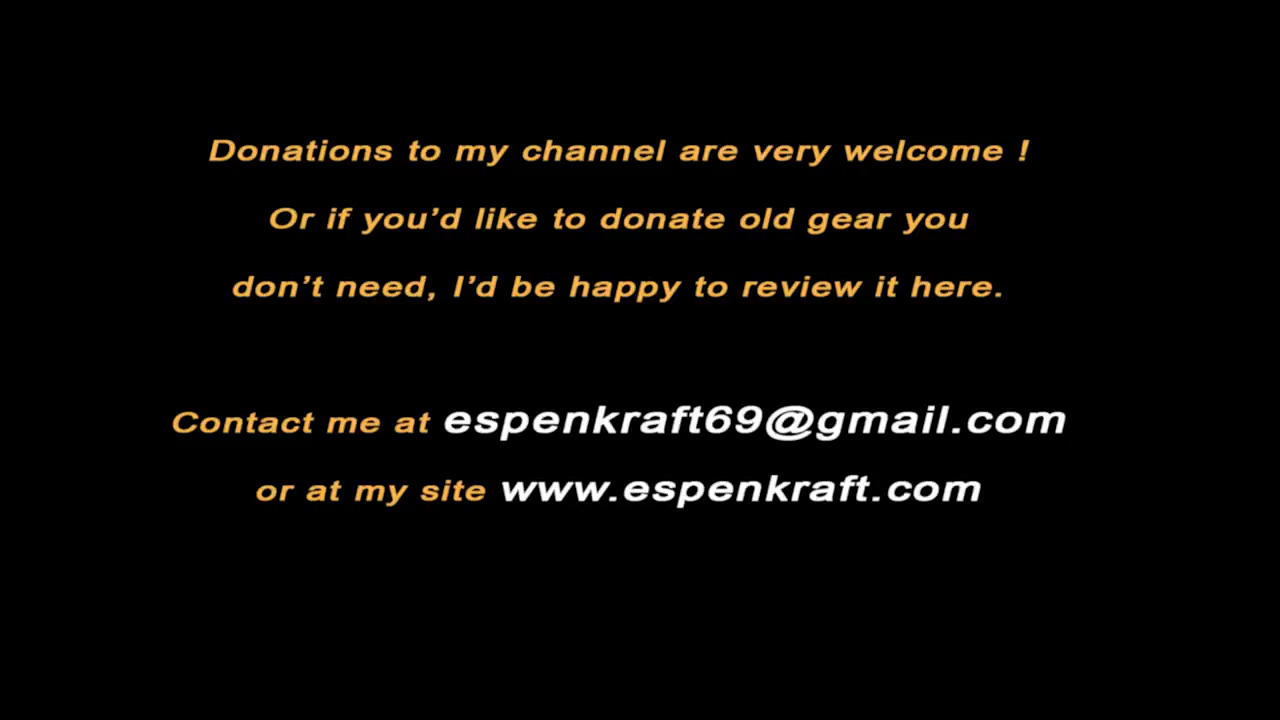 Donations to my channel are very welcome !
Or if you’d like to donate old gear you
don’t need, I’d be happy to review it here.
Contact me at espenkraft69@gmail.com
or at my site www.espenkraft.com